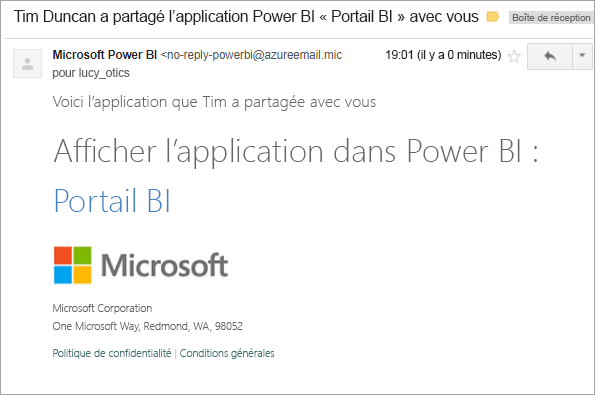 Tim Duncan a partagé l’application Power BI « Portail BI » avec vous Boîte de réception
Microsoft Power BI <no-reply-powerbi@azureemail.mic 19:01 (il y a 0 minutes)
pour lucy_otics
Voici l’application que Tim a partagée avec vous
Afficher l’application dans Power BI :
Portail BI
Microsoft
Microsoft Corporation
One Microsoft Way, Redmond, WA, 98052
Politique de confidentialité | Conditions générales